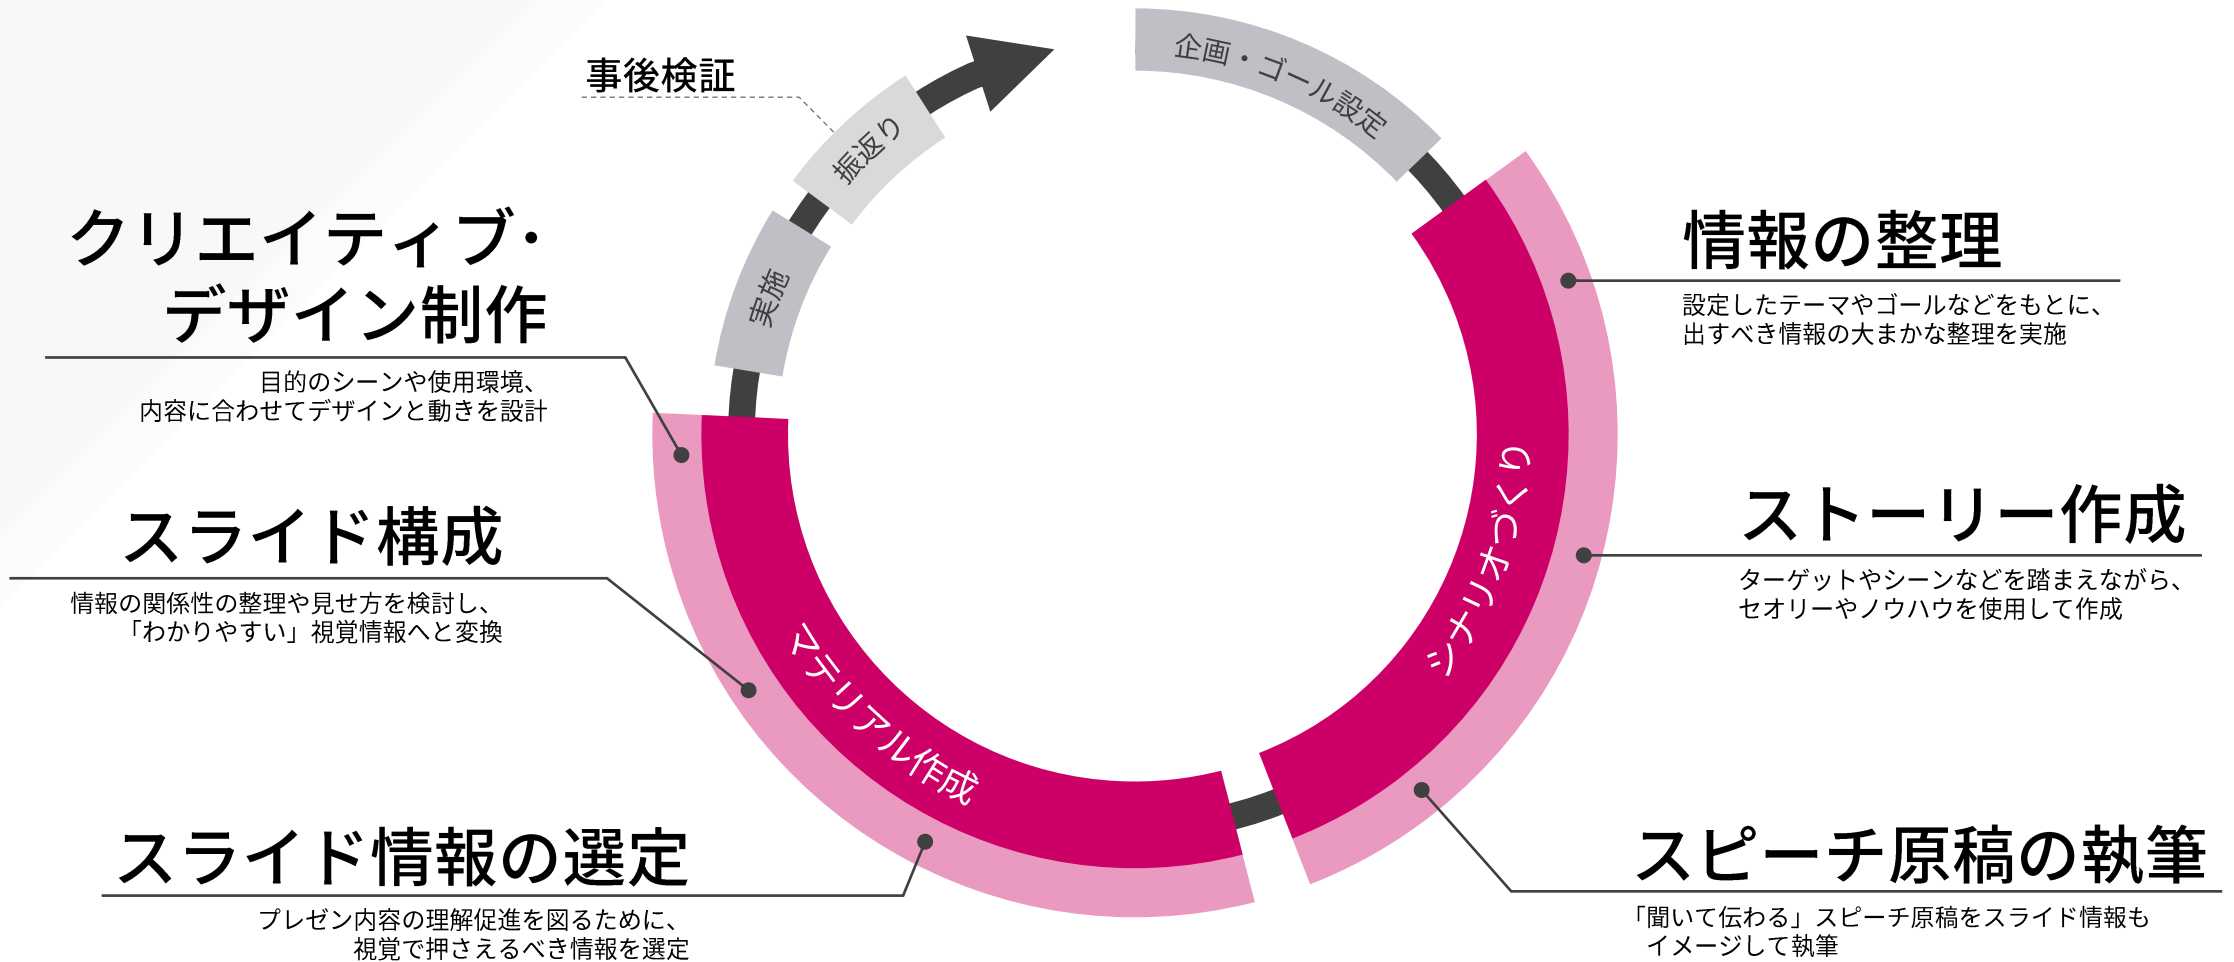 企画・ゴール設定
情報の整理
設定したテーマやゴールなどをもとに、
出すべき情報の大まかな整理を実施
シナリオづくり
ストーリー作成
ターゲットやシーンなどを踏まえながら、
セオリーやノウハウを使用して作成
スピーチ原稿の執筆
「聞いて伝わる」スピーチ原稿をスライド情報も
イメージして執筆
マテリアル作成
スライド情報の選定
プレゼン内容の理解促進を図るために、
視覚で押さえるべき情報を選定
スライド構成
情報の関係性の整理や見せ方を検討し、
「わかりやすい」視覚情報へと変換
クリエイティブ・
デザイン制作
目的のシーンや使用環境、
内容に合わせてデザインと動きを設計
実施
振返り
事後検証